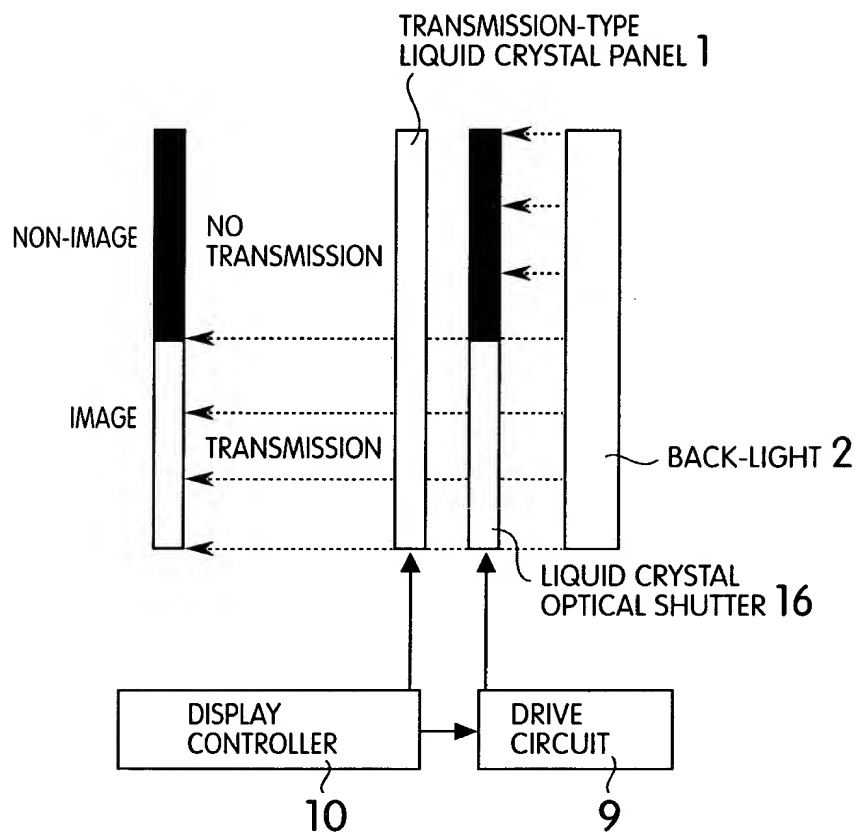 TRANSMISSION-TYPE
LIQUID CRYSTAL PANEL 1
NON-IMAGE
NO
TRANSMISSION
IMAGE
TRANSMISSION
BACK-LIGHT 2
LIQUID CRYSTAL
OPTICAL SHUTTER 16
DISPLAY
CONTROLLER
DRIVE
CIRCUIT
10
9